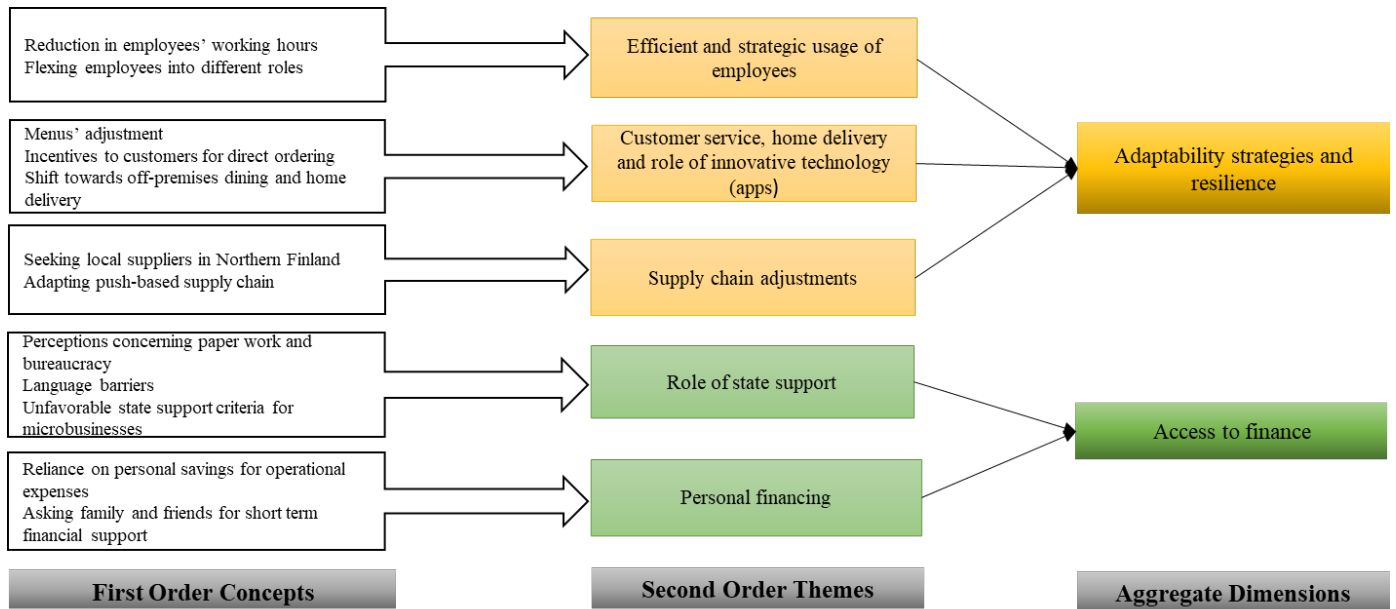 Reduction in employees' working hours
Flexing employees into different roles
Efficient and strategic usage of
employees
Menus' adjustment
Incentives to customers for direct ordering
Shift towards off-premises dining and home
delivery
Customer service, home delivery
and role of innovative technology
(apps)
Adaptability strategies and
resilience
Seeking local suppliers in Northern Finland
Adapting push-based supply chain
Supply chain adjustments
Perceptions concerning paper work and
bureaucracy
Language barriers
Unfavorable state support criteria for
microbusinesses
Role of state support
Access to finance
Reliance on personal savings for operational
expenses
Asking family and friends for short term
financial support
Personal financing
First Order Concepts
Second Order Themes
Aggregate Dimensions